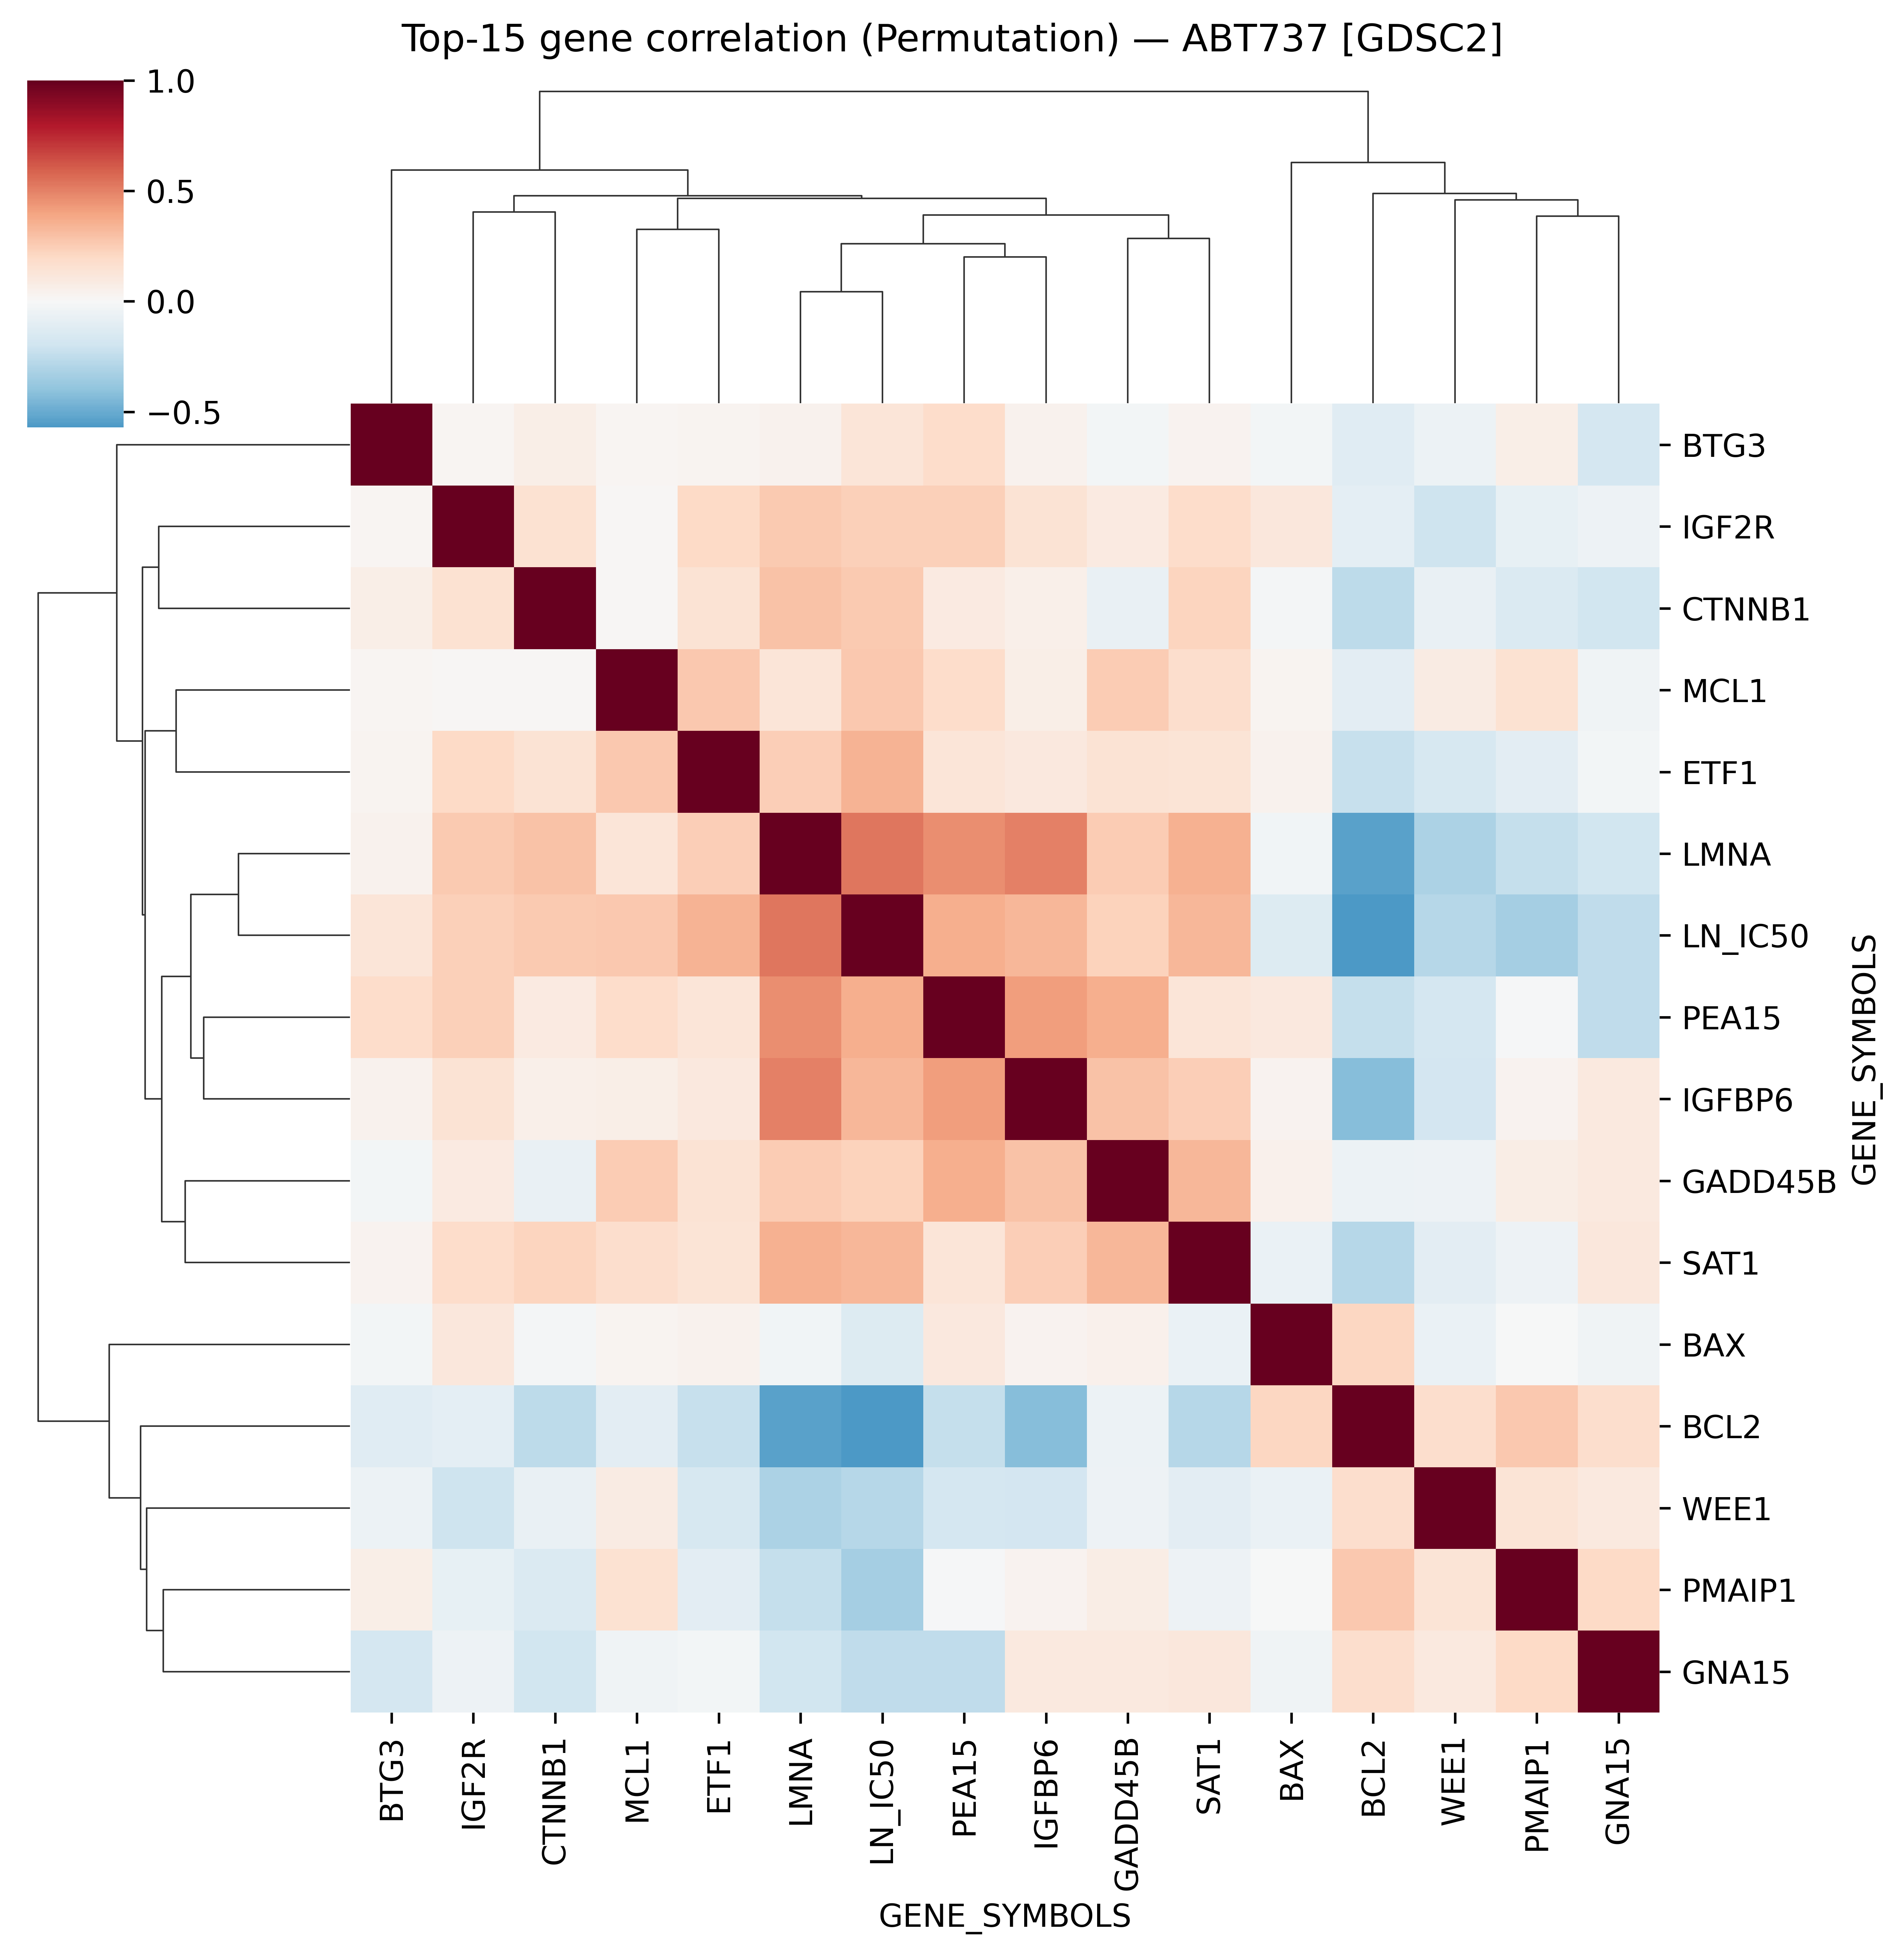 Top-15 gene correlation (Permutation) — ABT737 [GDSC2]
1.0
0.5
0.0
−0.5
BTG3
IGF2R
CTNNB1
MCL1
ETF1
LMNA
LN_IC50
PEA15
IGFBP6
GADD45B
SAT1
BAX
BCL2
WEE1
PMAIP1
GNA15
GENE_SYMBOLS
BTG3
IGF2R
CTNNB1
MCL1
ETF1
LMNA
LN_IC50
PEA15
IGFBP6
GADD45B
SAT1
BAX
BCL2
WEE1
PMAIP1
GNA15
GENE_SYMBOLS